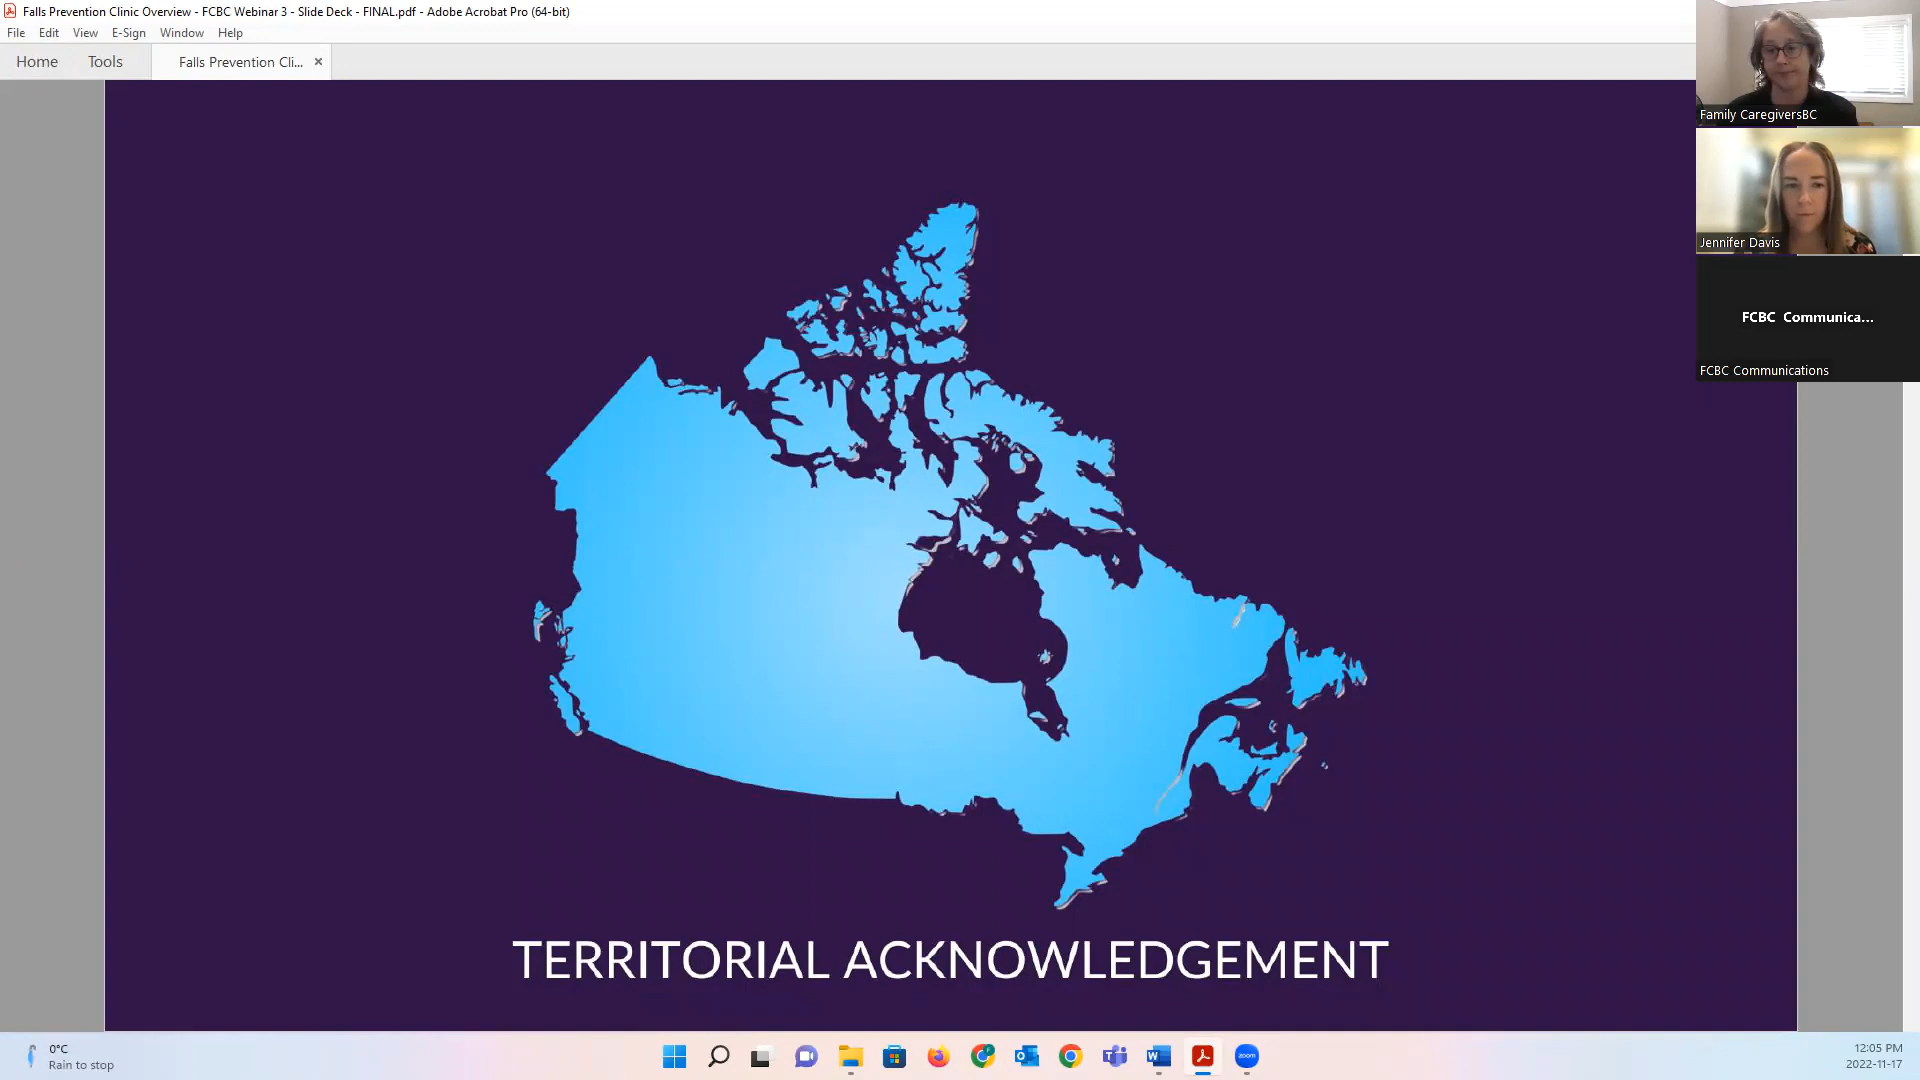 Falls Prevention Clinic Overview - FCBC Webinar 3 - Slide Deck - FINAL.pdf - Adobe Acrobat Pro (64-bit)
File Edit View E-Sign Window Help
Home Tools Falls Prevention Cli... ×
Family CaregiversBC
Jennifer Davis
FCBC Communica...
FCBC Communications
TERRITORIAL ACKNOWLEDGEMENT
0°C
Rain to stop
zoom
12:05 PM
2022-11-17